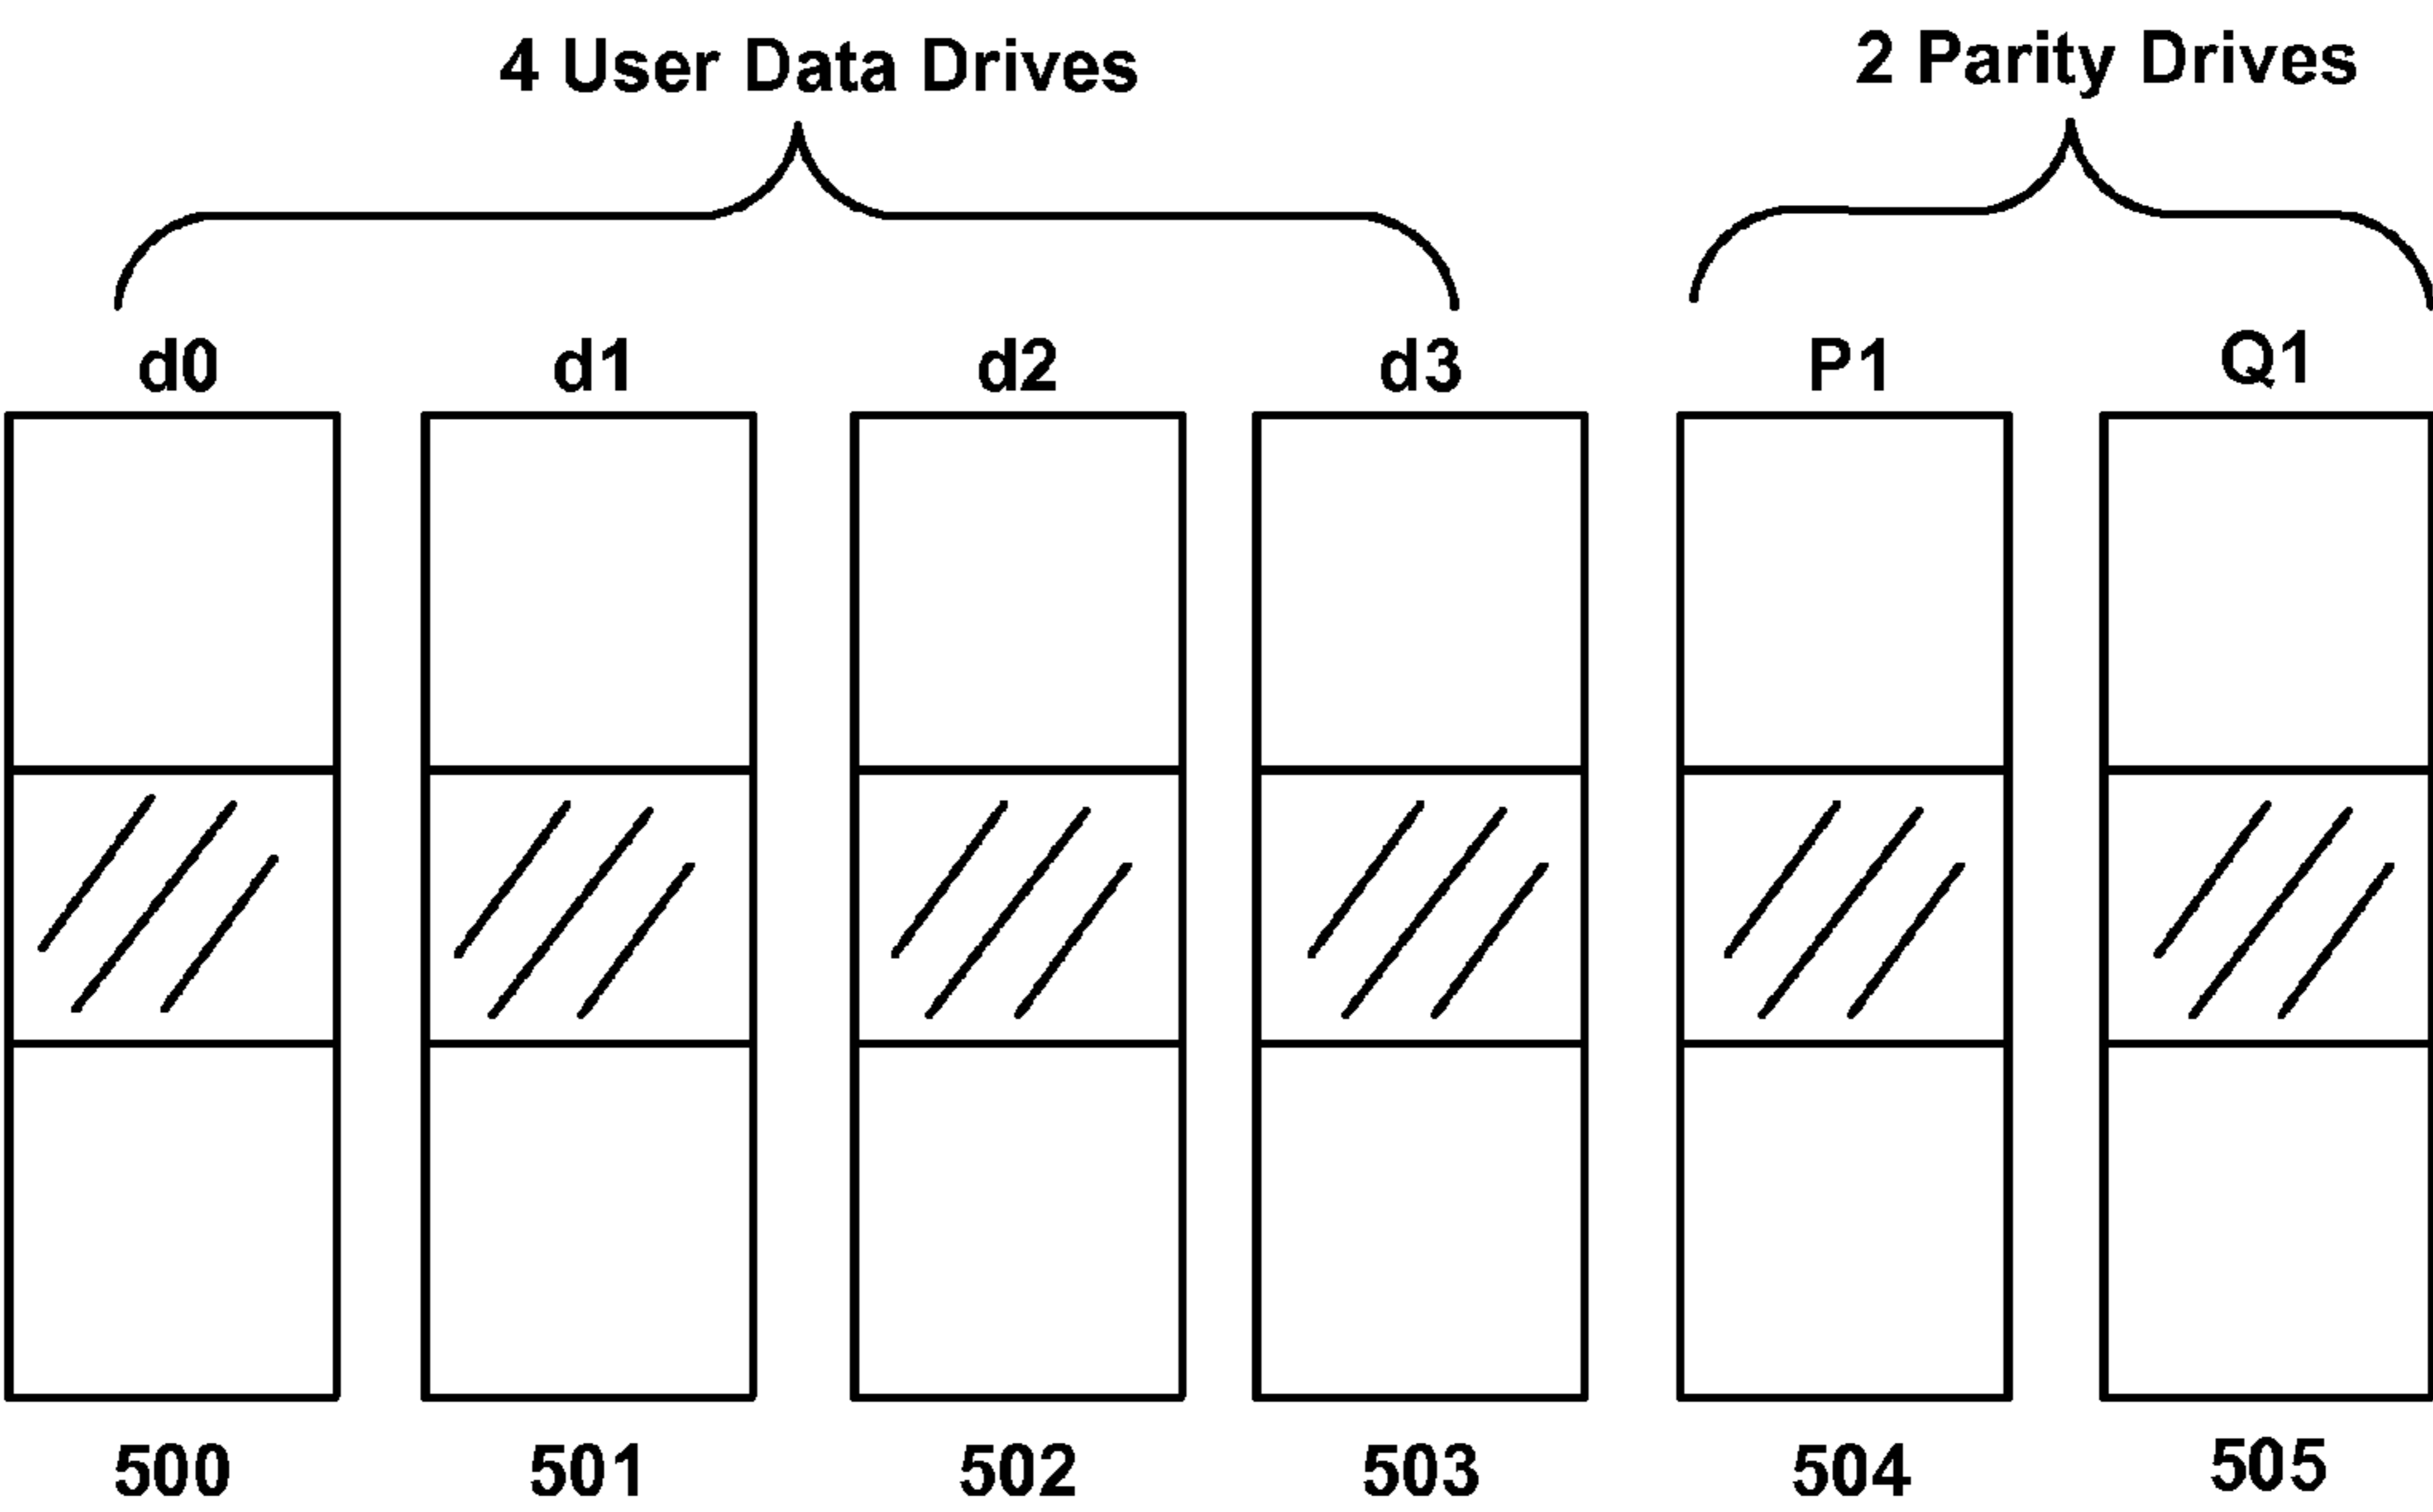 4 User Data Drives 2 Parity Drives
d0 d1 d2 d3 P1 Q1
500 501 502 503 504 505